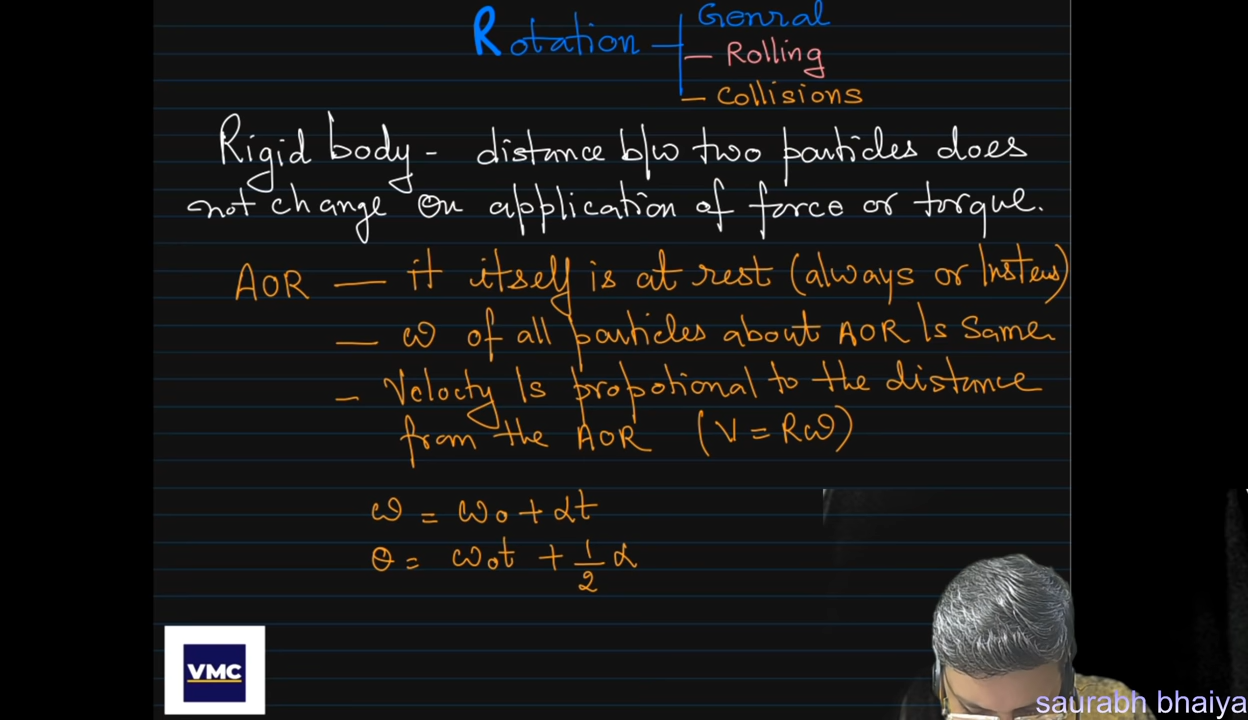 Rotation - Genral
- Rolling
- Collisions
Rigid body - distance b/w two particles does
not change on application of force or torque.
AOR — it itself is at rest (always or Insten)
— ω of all particles about AOR Is Same
- Velocty Is propotional to the distance
from the AOR (V = Rω)
ω = ω₀ + αt
θ = ω₀t + 1/2 α
VMC
saurabh bhaiya